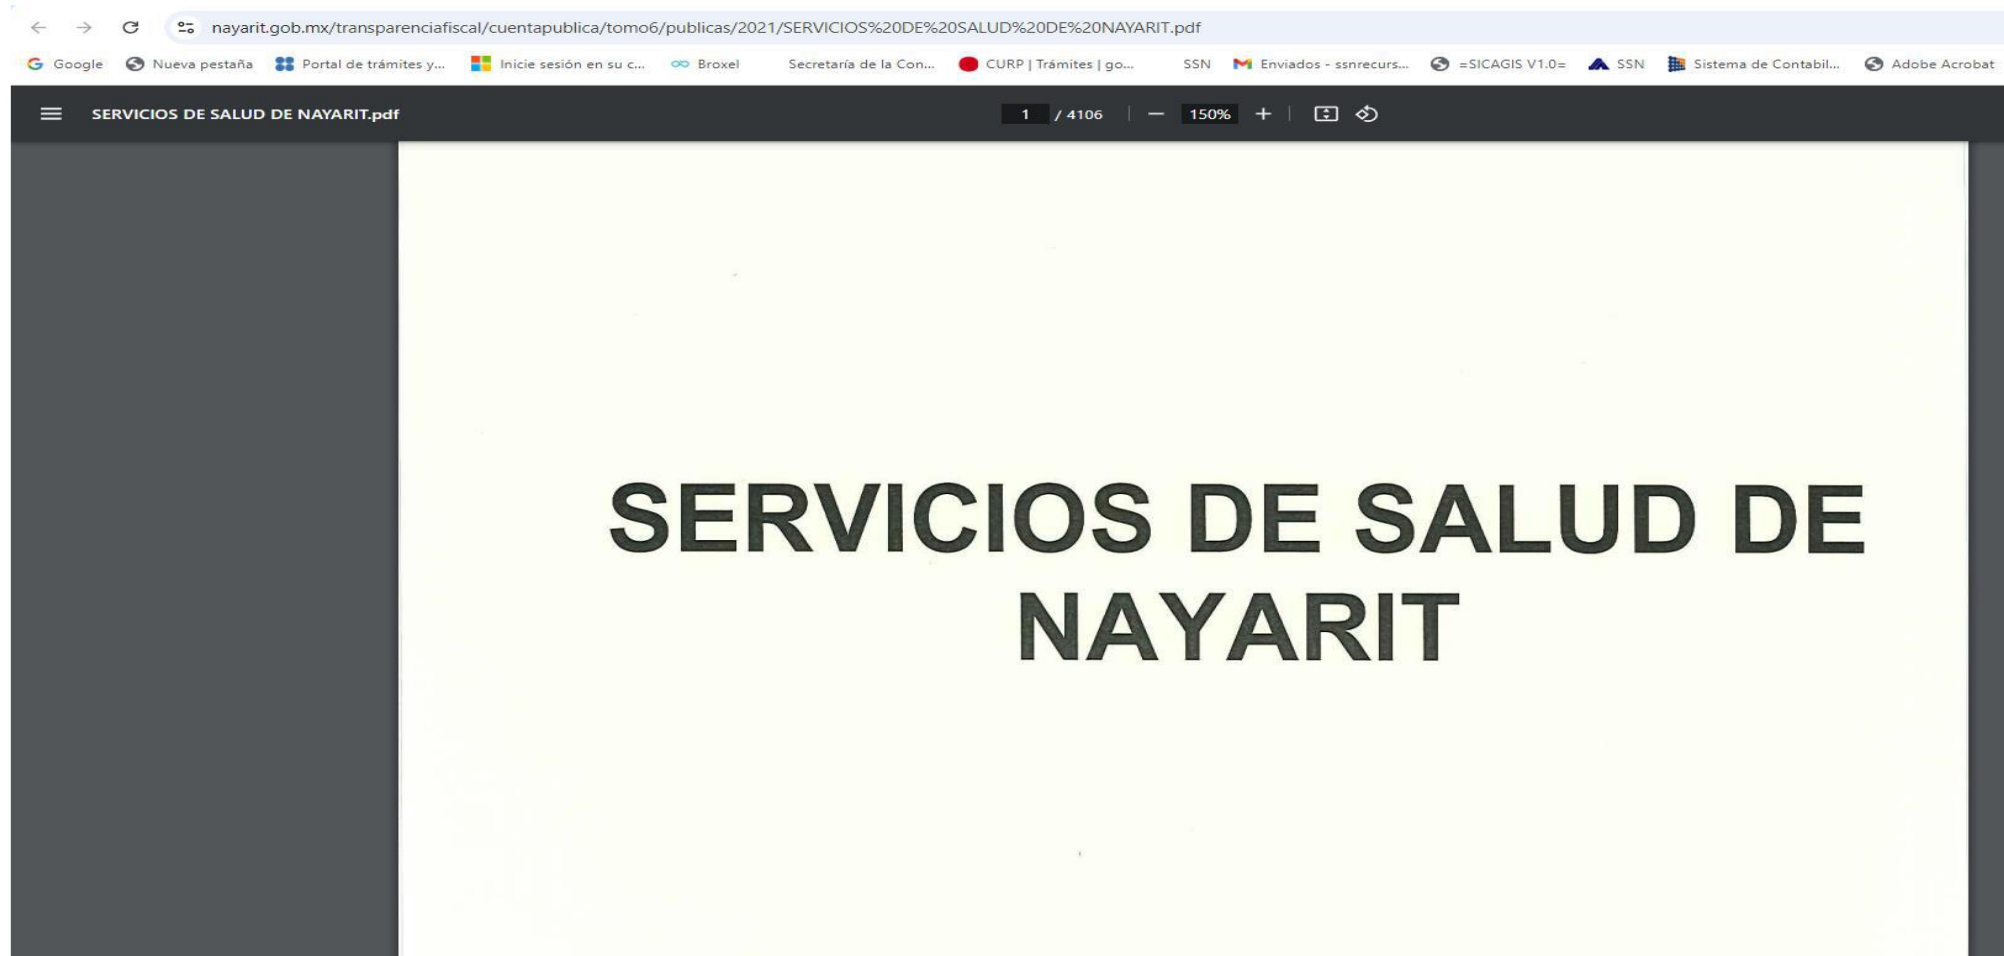 nayarit.gob.mx/transparenciafiscal/cuentapublica/tomo6/publicas/2021/SERVICIOS%20DE%20SALUD%20DE%20NAYARIT.pdf
Google Nueva pestaña Portal de trámites y... Inicie sesión en su c... Broxel Secretaría de la Con... CURP | Trámites | go... SSN Enviados - ssnrecurs... =SICAGIS V1.0= SSN Sistema de Contabil... Adobe Acrobat
SERVICIOS DE SALUD DE NAYARIT.pdf 1 / 4106 150%
SERVICIOS DE SALUD DE
NAYARIT